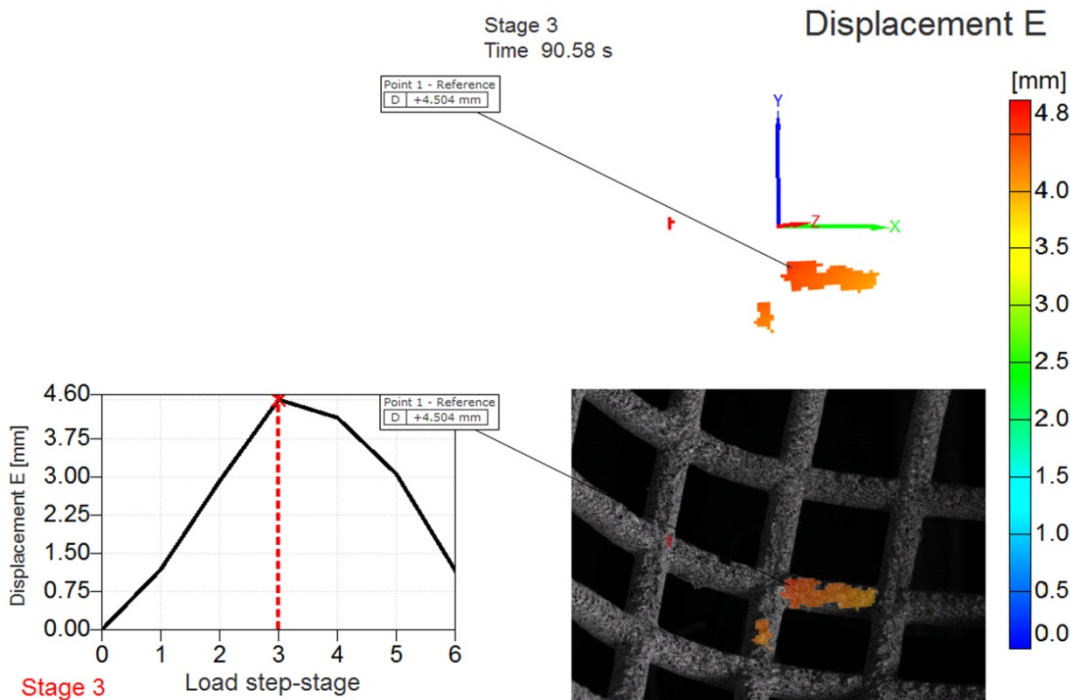 Stage 3
Time 90.58 s
Displacement E
[mm]
Point 1 - Reference
D +4.504 mm
Y
Z
X
4.8
4.0
3.5
3.0
2.5
2.0
1.5
1.0
0.5
0.0
Displacement E [mm]
4.60
3.75
3.00
2.25
1.50
0.75
0.00
Point 1 - Reference
D +4.504 mm
0 1 2 3 4 5 6
Stage 3
Load step-stage